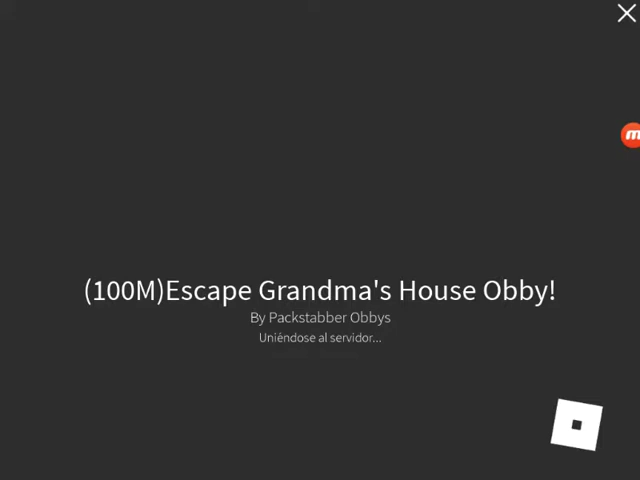 (100M)Escape Grandma's House Obby!
By Packstabber Obbys
Uniéndose al servidor...